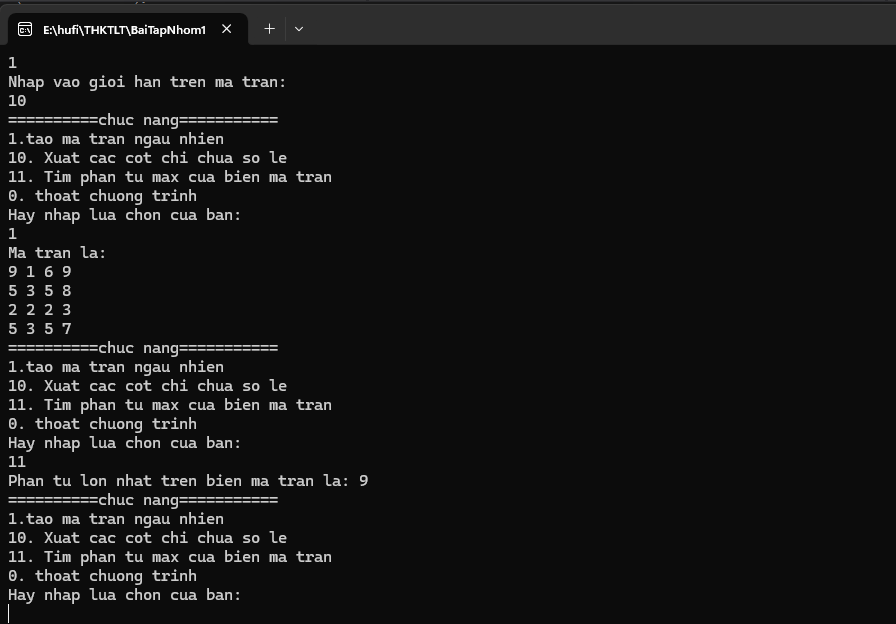 E:\hufi\THKTLT\BaiTapNhom1
1
Nhap vao gioi han tren ma tran:
10
==========chuc nang===========
1.tao ma tran ngau nhien
10. Xuat cac cot chi chua so le
11. Tim phan tu max cua bien ma tran
0. thoat chuong trinh
Hay nhap lua chon cua ban:
1
Ma tran la:
9 1 6 9
5 3 5 8
2 2 2 3
5 3 5 7
==========chuc nang===========
1.tao ma tran ngau nhien
10. Xuat cac cot chi chua so le
11. Tim phan tu max cua bien ma tran
0. thoat chuong trinh
Hay nhap lua chon cua ban:
11
Phan tu lon nhat tren bien ma tran la: 9
==========chuc nang===========
1.tao ma tran ngau nhien
10. Xuat cac cot chi chua so le
11. Tim phan tu max cua bien ma tran
0. thoat chuong trinh
Hay nhap lua chon cua ban: